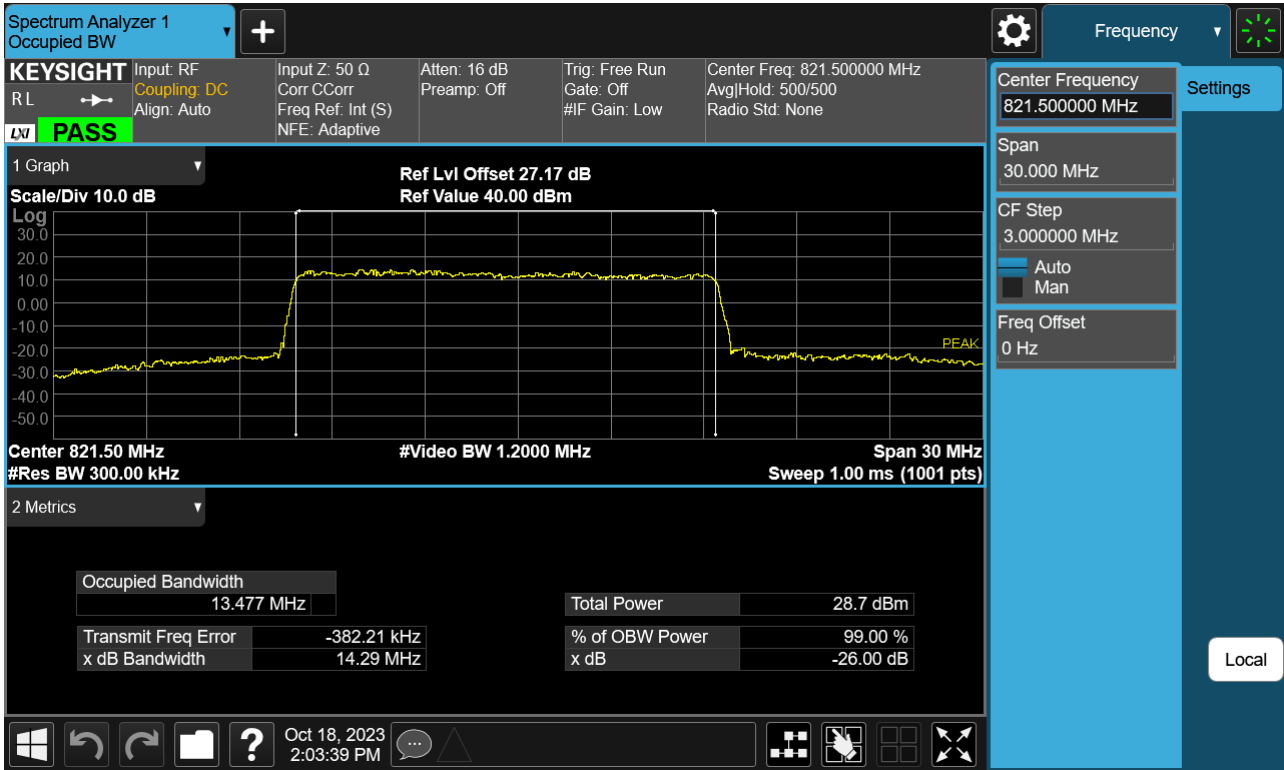 Spectrum Analyzer 1
Occupied BW
▼
+
Frequency
▼
KEYSIGHT
R L
LXI
PASS
Input: RF
Coupling: DC
Align: Auto
Input Z: 50 Ω
Corr CCorr
Freq Ref: Int (S)
NFE: Adaptive
Atten: 16 dB
Preamp: Off
Trig: Free Run
Gate: Off
#IF Gain: Low
Center Freq: 821.500000 MHz
Avg|Hold: 500/500
Radio Std: None
Center Frequency
821.500000 MHz
Settings
Span
30.000 MHz
CF Step
3.000000 MHz
Auto
Man
Freq Offset
0 Hz
Local
1 Graph
▼
Scale/Div 10.0 dB
Ref Lvl Offset 27.17 dB
Ref Value 40.00 dBm
Log
30.0
20.0
10.0
0.00
-10.0
-20.0
-30.0
-40.0
-50.0
PEAK
Center 821.50 MHz
#Video BW 1.2000 MHz
Span 30 MHz
#Res BW 300.00 kHz
Sweep 1.00 ms (1001 pts)
2 Metrics
▼
Occupied Bandwidth
13.477 MHz
Total Power 28.7 dBm
Transmit Freq Error -382.21 kHz
% of OBW Power 99.00 %
x dB Bandwidth 14.29 MHz
x dB -26.00 dB
?
Oct 18, 2023
2:03:39 PM